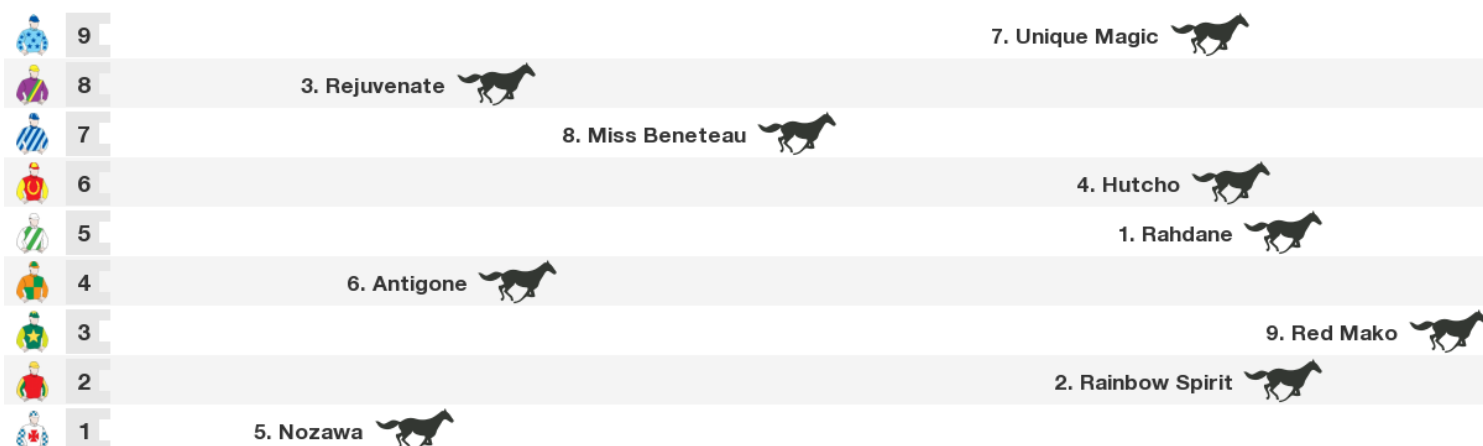 9 7. Unique Magic
8 3. Rejuvenate
7 8. Miss Beneteau
6 4. Hutcho
5 1. Rahdane
4 6. Antigone
3 9. Red Mako
2 2. Rainbow Spirit
1 5. Nozawa